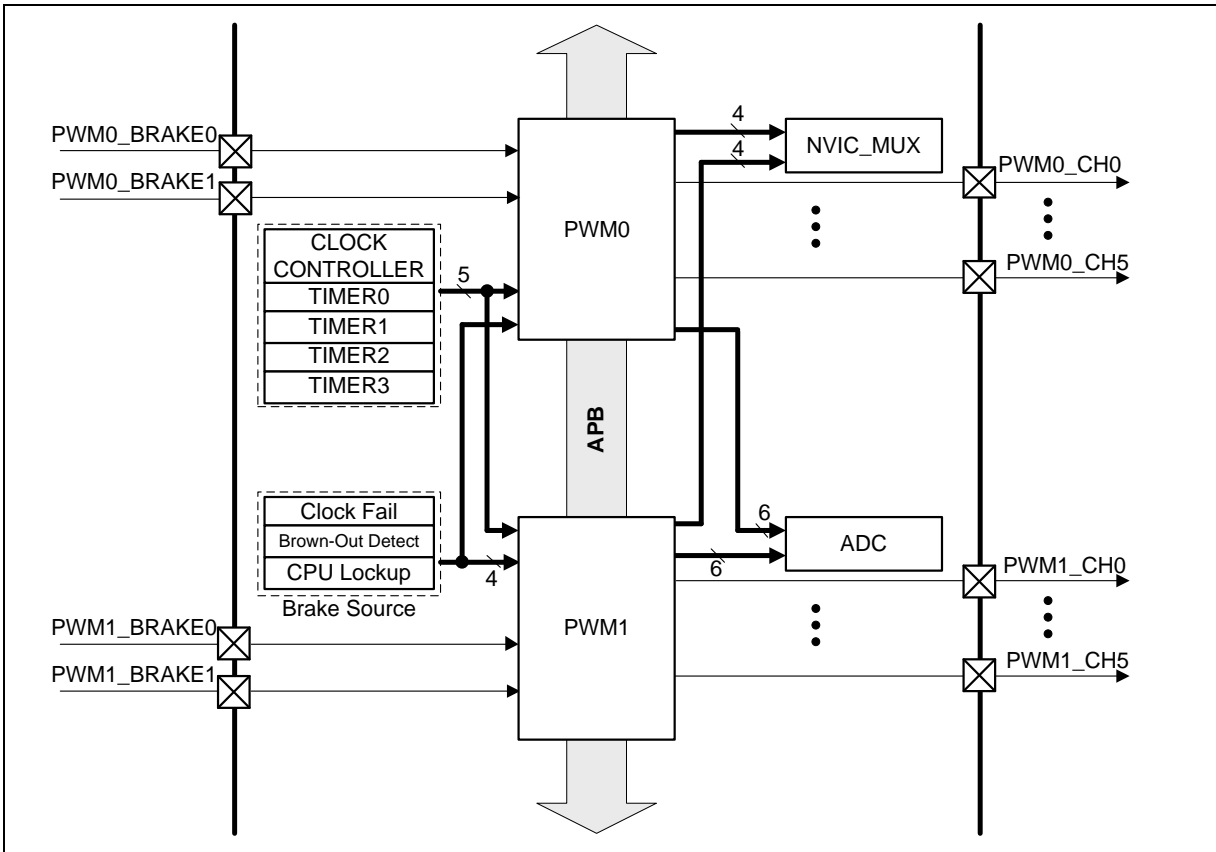 PWM0_BRAKE0
PWM0_BRAKE1
CLOCK
CONTROLLER
TIMER0
TIMER1
TIMER2
TIMER3
5
Clock Fail
Brown-Out Detect
CPU Lockup
Brake Source
4
PWM1_BRAKE0
PWM1_BRAKE1
PWM0
APB
PWM1
4
4
NVIC_MUX
6
6
ADC
PWM0_CH0
PWM0_CH5
PWM1_CH0
PWM1_CH5